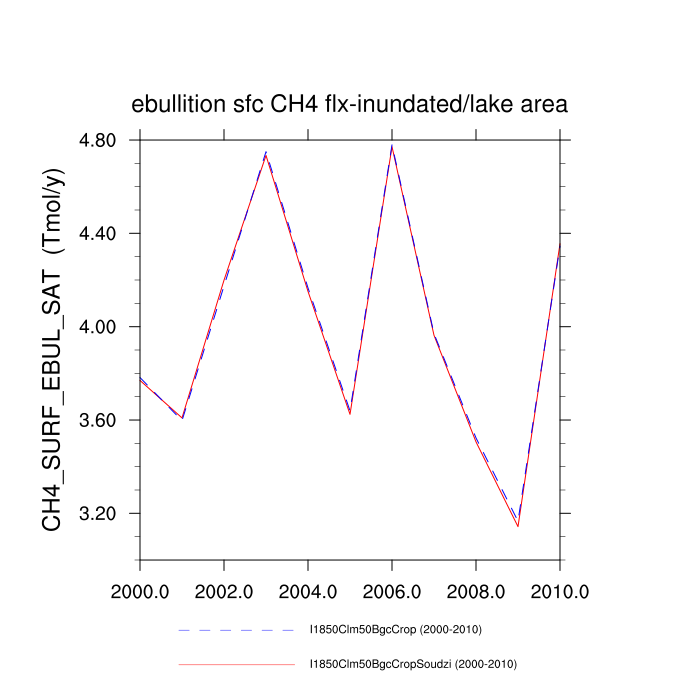 ebullition sfc CH4 flx-inundated/lake area
CH4_SURF_EBUL_SAT (Tmol/y)
4.80
4.40
4.00
3.60
3.20
2000.0 2002.0 2004.0 2006.0 2008.0 2010.0
I1850Clm50BgcCrop (2000-2010)
I1850Clm50BgcCropSoudzi (2000-2010)